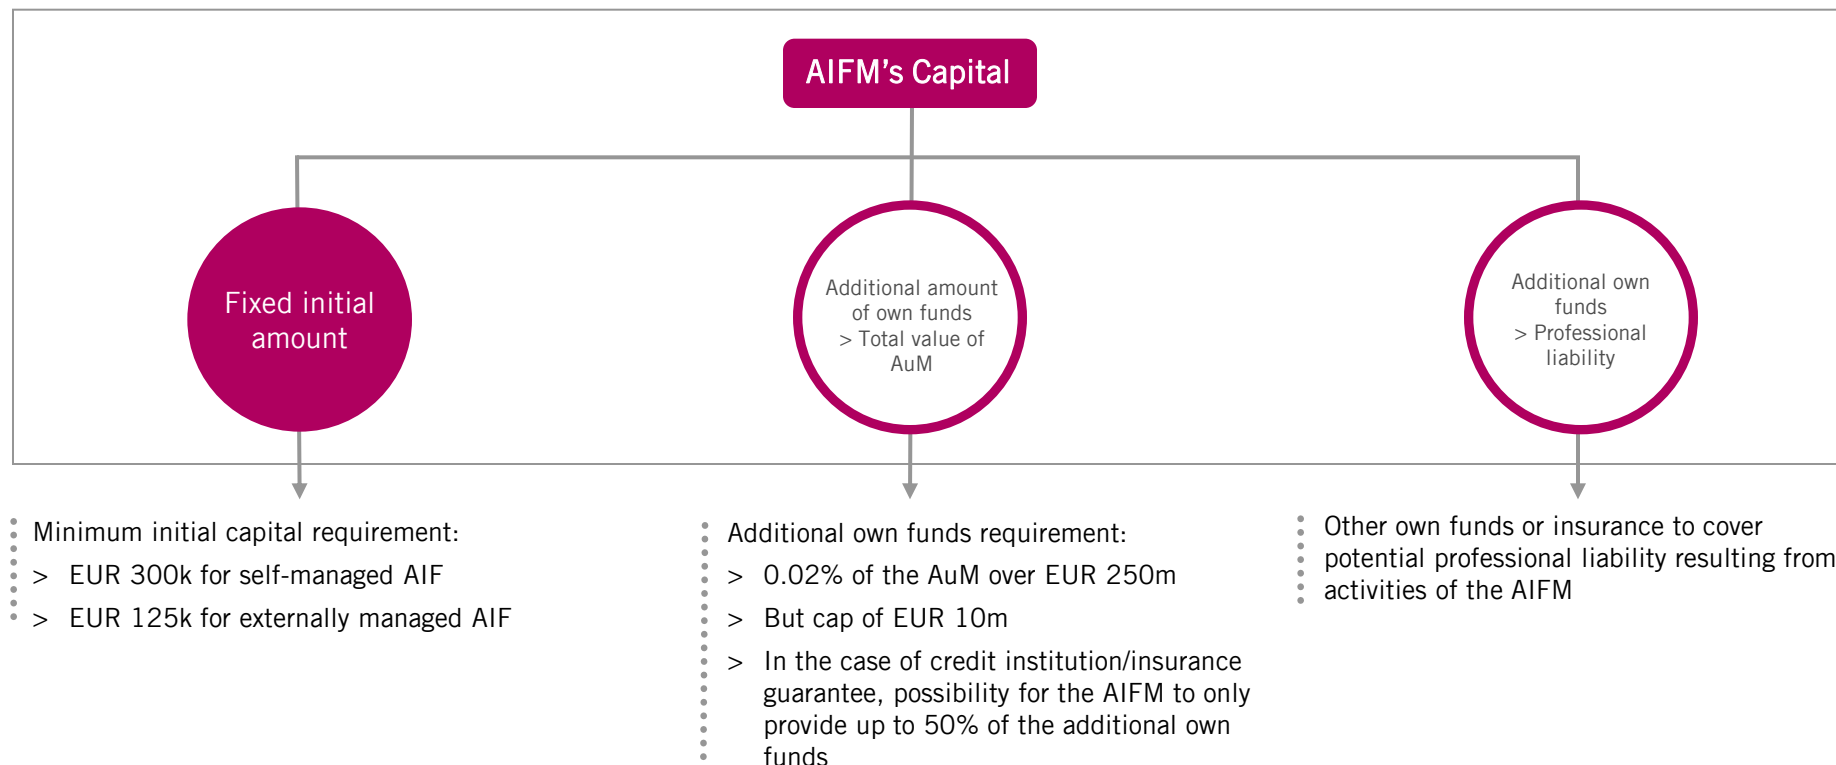 AIFM's Capital
Fixed initial
amount
Additional amount
of own funds
> Total value of
AuM
Additional own
funds
> Professional
liability
Minimum initial capital requirement:
> EUR 300k for self-managed AIF
> EUR 125k for externally managed AIF
Additional own funds requirement:
> 0.02% of the AuM over EUR 250m
> But cap of EUR 10m
> In the case of credit institution/insurance
guarantee, possibility for the AIFM to only
provide up to 50% of the additional own
funds
Other own funds or insurance to cover
potential professional liability resulting from
activities of the AIFM